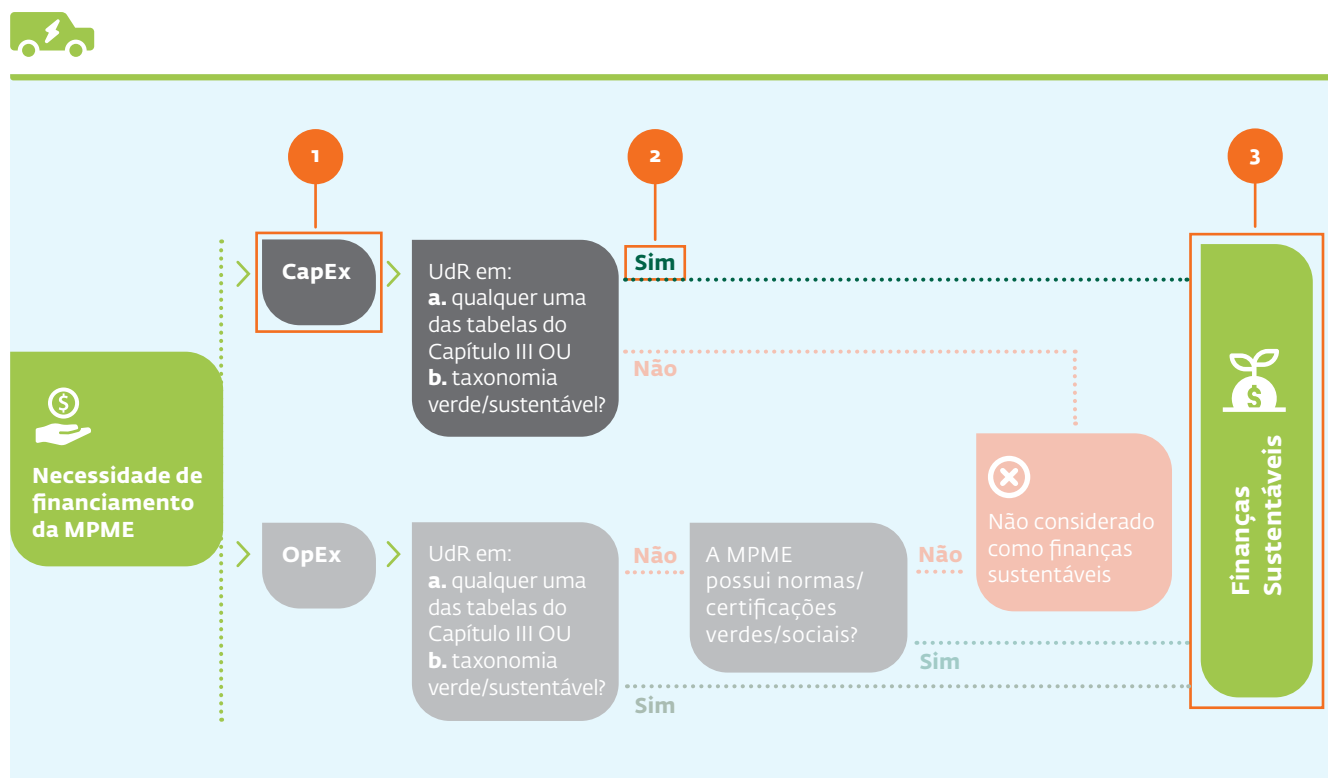 1
2
3
CapEx
UdR em:
a. qualquer uma
das tabelas do
Capítulo III OU
b. taxonomia
verde/sustentável?
Sim
Não
Necessidade de
financiamento
da MPME
OpEx
UdR em:
a. qualquer uma
das tabelas do
Capítulo III OU
b. taxonomia
verde/sustentável?
Não
Sim
A MPME
possui normas/
certificações
verdes/sociais?
Não
Sim
Não considerado
como finanças
sustentáveis
Finanças
Sustentáveis